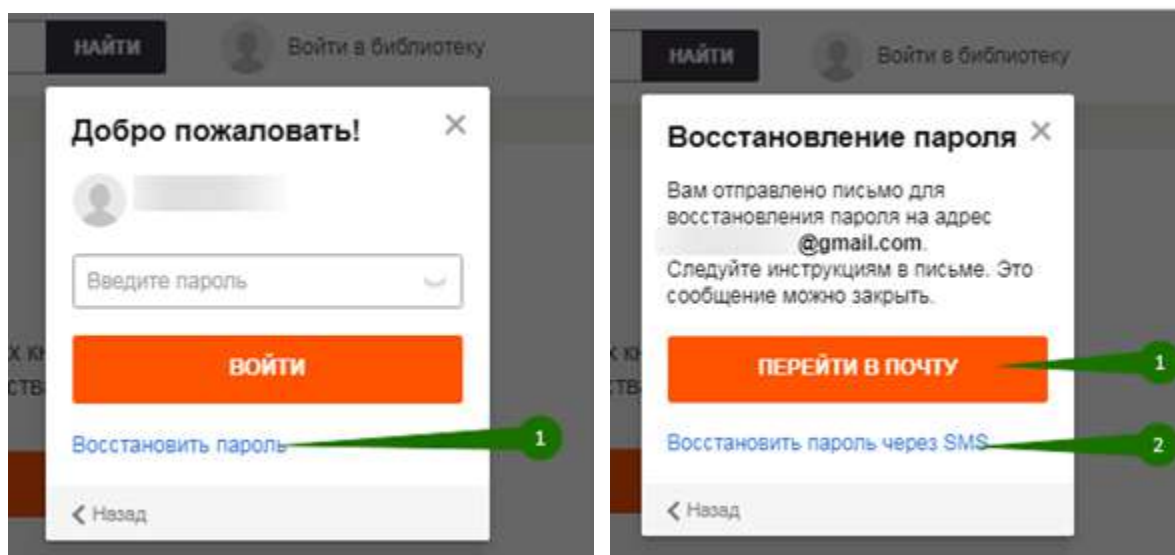 НАЙТИ
Войти в библиотеку
Добро пожаловать!
Введите пароль
ВОЙТИ
Восстановить пароль
1
Назад
НАЙТИ
Войти в библиотеку
Восстановление пароля
Вам отправлено письмо для
восстановления пароля на адрес
@gmail.com.
Следуйте инструкциям в письме. Это
сообщение можно закрыть.
ПЕРЕЙТИ В ПОЧТУ
1
Восстановить пароль через SMS
2
Назад